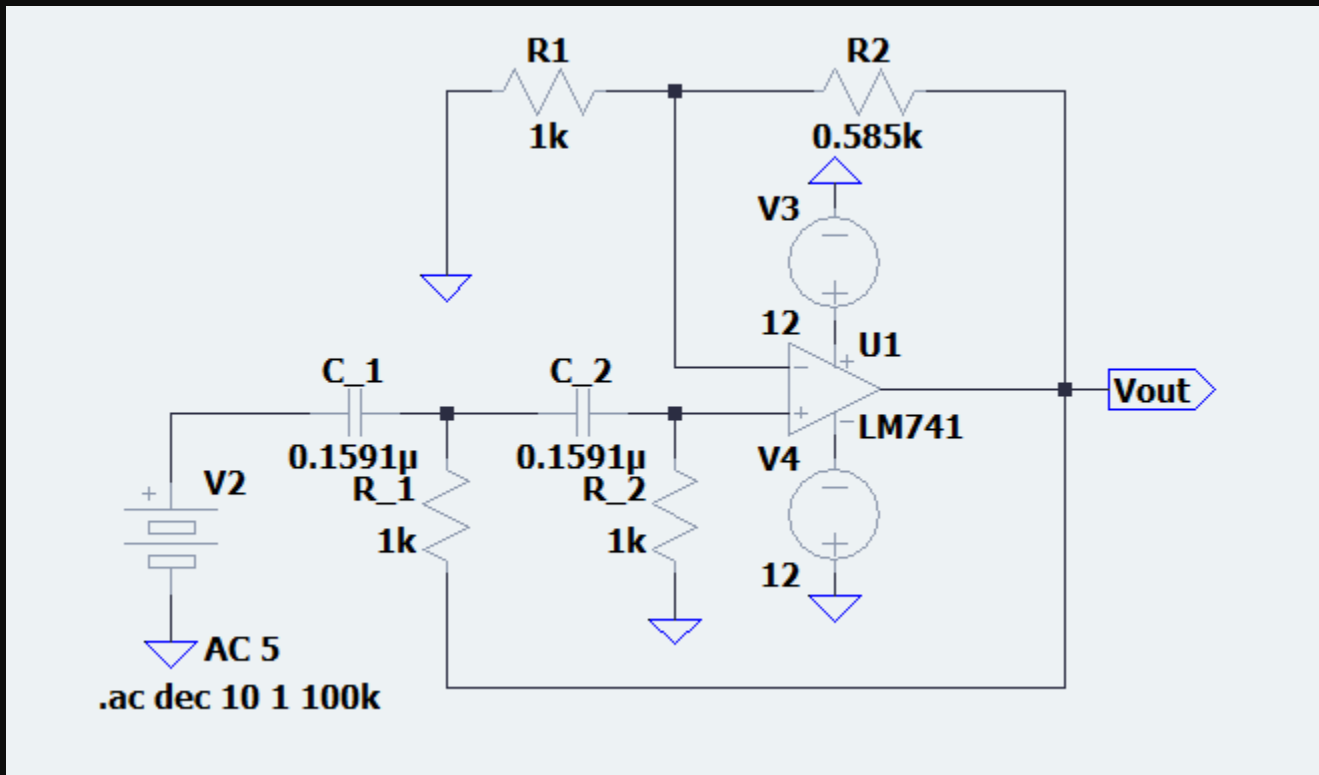 R1
R2
1k
0.585k
V3
12
U1
C_1
C_2
Vout
LM741
0.1591µ
0.1591µ
V4
V2
R_1
R_2
1k
1k
12
AC 5
.ac dec 10 1 100k